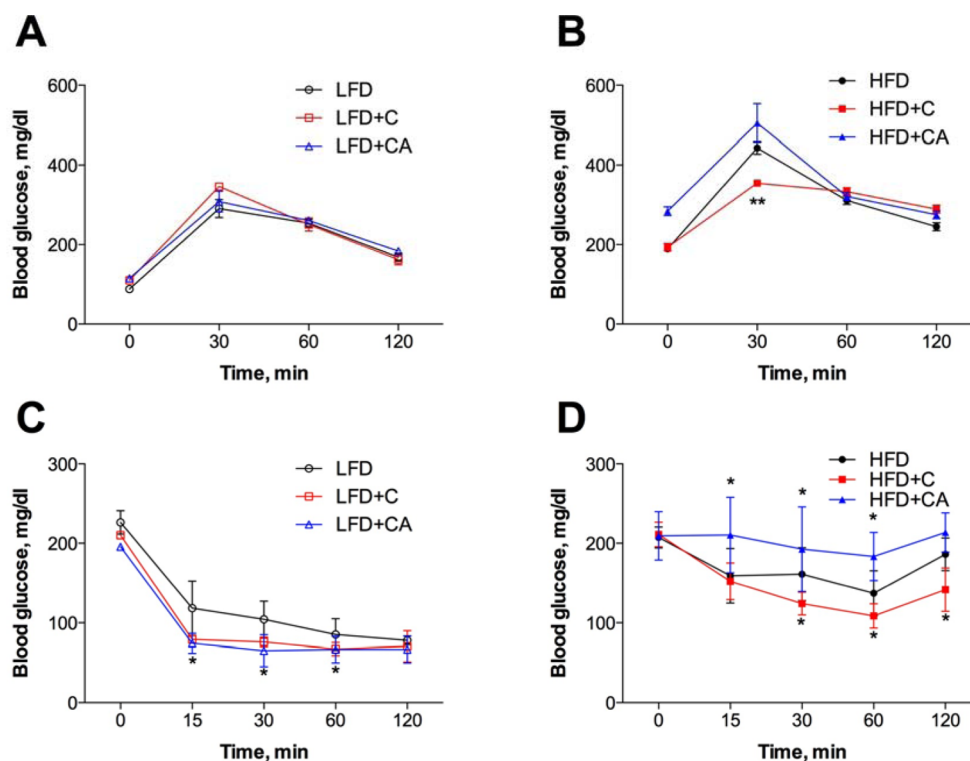 A
Blood glucose, mg/dl
600
400
200
0
LFD
LFD+C
LFD+CA
0 30 60 120
Time, min
B
Blood glucose, mg/dl
600
400
200
0
HFD
HFD+C
HFD+CA
**
0 30 60 120
Time, min
C
Blood glucose, mg/dl
300
200
100
0
LFD
LFD+C
LFD+CA
* * *
0 15 30 60 120
Time, min
D
Blood glucose, mg/dl
300
200
100
0
HFD
HFD+C
HFD+CA
* * *
* * *
0 15 30 60 120
Time, min